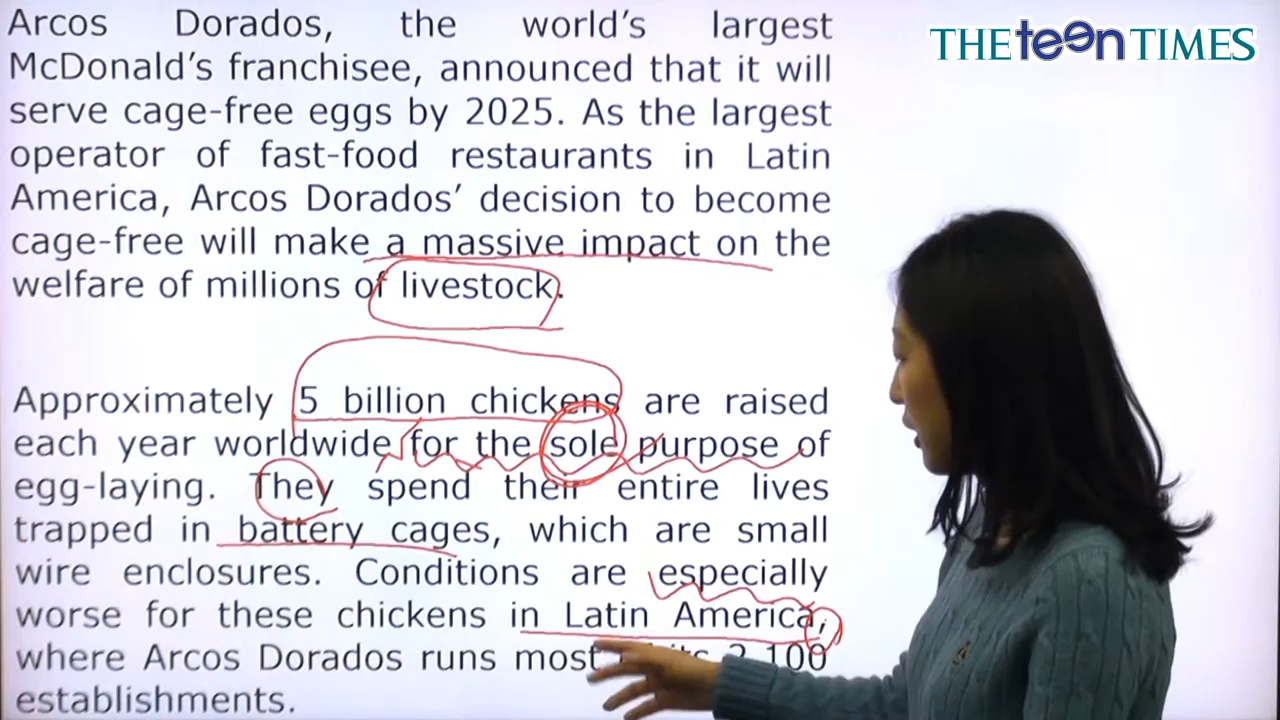 Arcos Dorados, the world's largest
McDonald's franchisee, announced that it will
serve cage-free eggs by 2025. As the largest
operator of fast-food restaurants in Latin
America, Arcos Dorados' decision to become
cage-free will make a massive impact on the
welfare of millions of livestock.
Approximately 5 billion chickens are raised
each year worldwide for the sole purpose of
egg-laying. They spend their entire lives
trapped in battery cages, which are small
wire enclosures. Conditions are especially
worse for these chickens in Latin America,
where Arcos Dorados runs most 2,100
establishments.
THE teen TIMES